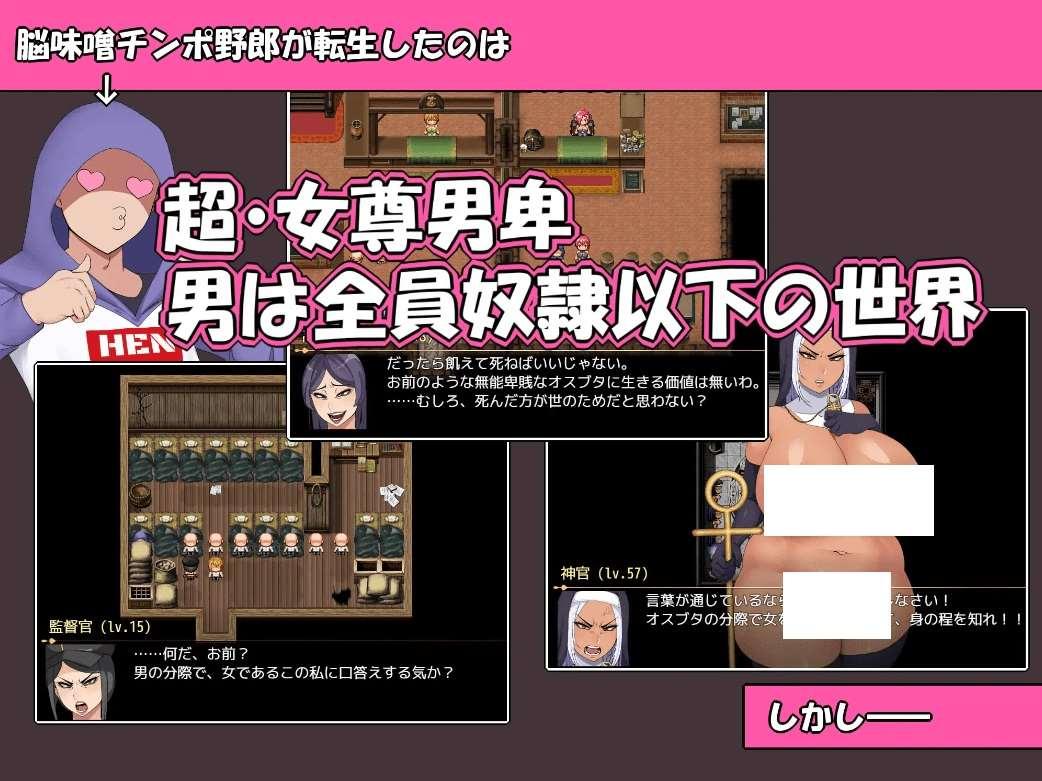 脳味噌チンポ野郎が転生したのは
↓
超・女尊男卑
男は全員奴隷以下の世界
HEN
だったら飢えて死ねばいいじゃない。
お前のような無能卑賎なオスブタに生きる価値は無いわ。
……むしろ、死んだ方が世のためだと思わない？
監督官 (lv.15)
……何だ、お前？
男の分際で、女であるこの私に口答えする気か？
神官 (lv.57)
言葉が通じているなら しなさい！
オスブタの分際で女を 、身の程を知れ！！
しかし――